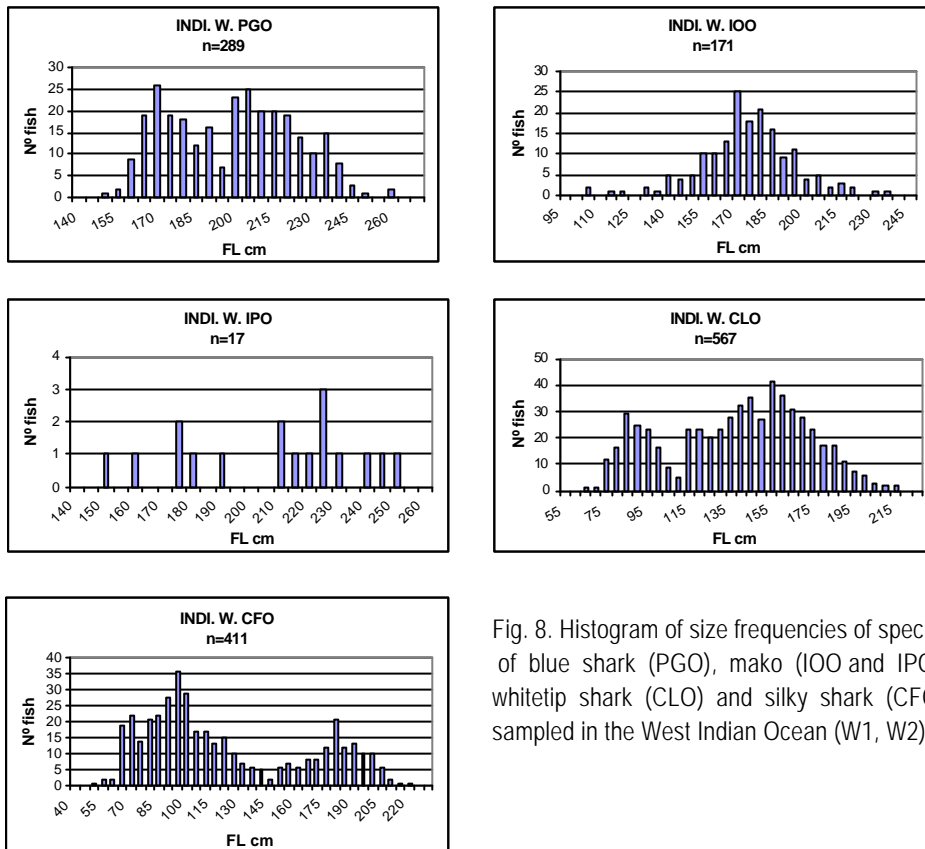 INDI. W. PGO
n=289
Nº fish
30
25
20
15
10
5
0
140 155 170 185 200 215 230 245 260
FL cm
INDI. W. IOO
n=171
Nº fish
30
25
20
15
10
5
0
95 110 125 140 155 170 185 200 215 230 245
FL cm
INDI. W. IPO
n=17
Nº fish
4
3
2
1
0
140 150 160 170 180 190 200 210 220 230 240 250 260
FL cm
INDI. W. CLO
n=567
Nº fish
50
40
30
20
10
0
55 75 95 115 135 155 175 195 215
FL cm
INDI. W. CFO
n=411
Nº fish
40
35
30
25
20
15
10
5
0
40 55 70 85 100 115 130 145 160 175 190 205 220
FL cm
Fig. 8. Histogram of size frequencies of spec
of blue shark (PGO), mako (IOO and IPO
whitetip shark (CLO) and silky shark (CFO
sampled in the West Indian Ocean (W1, W2)